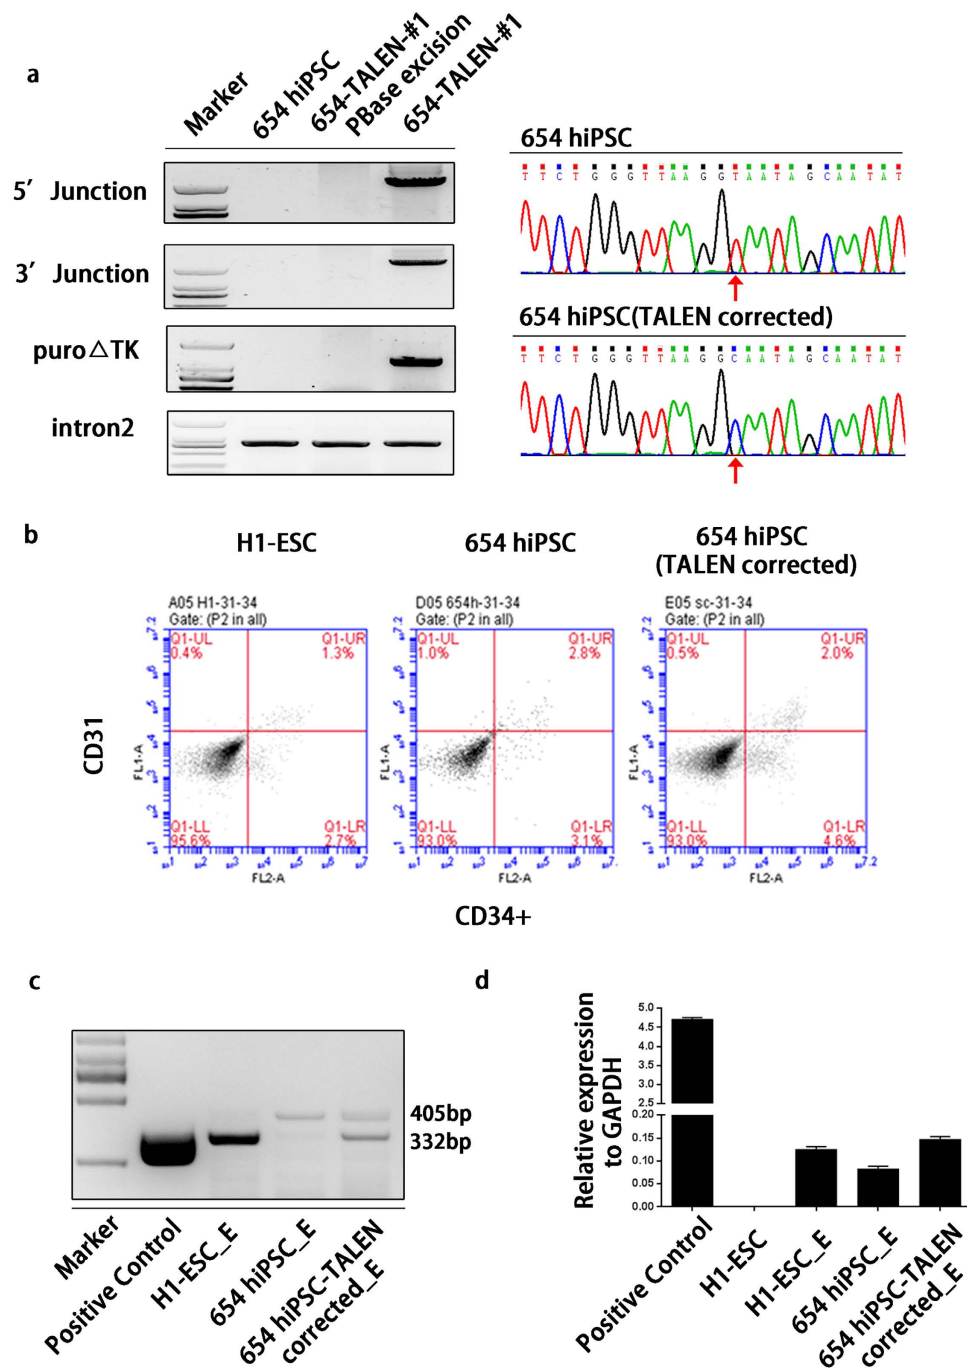 a
Marker
654 hiPSC
654-TALEN-#1
PBase excision
654-TALEN-#1
5′ Junction
3′ Junction
puro△TK
intron2
654 hiPSC
T T C T G G G T T A A G G T A A T A G C A A T A T
654 hiPSC(TALEN corrected)
T T C T G G G T T A A G G C A A T A G C A A T A T
b
H1-ESC
654 hiPSC
654 hiPSC
(TALEN corrected)
A05 H1-31-34
Gate: (P2 in all)
Q1-UL
0.4%
Q1-UR
1.3%
Q1-LL
95.6%
Q1-LR
2.7%
FL1-A
FL2-A
D05 654h-31-34
Gate: (P2 in all)
Q1-UL
1.0%
Q1-UR
2.8%
Q1-LL
93.0%
Q1-LR
3.1%
FL1-A
FL2-A
E05 sc-31-34
Gate: (P2 in all)
Q1-UL
0.5%
Q1-UR
2.0%
Q1-LL
93.0%
Q1-LR
4.6%
FL1-A
FL2-A
CD31
CD34+
c
405bp
332bp
Marker
Positive Control
H1-ESC_E
654 hiPSC_E
654 hiPSC-TALEN
corrected_E
d
Relative expression
to GAPDH
5.0
4.5
4.0
3.5
3.0
2.5
0.20
0.15
0.10
0.05
0.00
Positive Control
H1-ESC
H1-ESC_E
654 hiPSC_E
654 hiPSC-TALEN
corrected_E